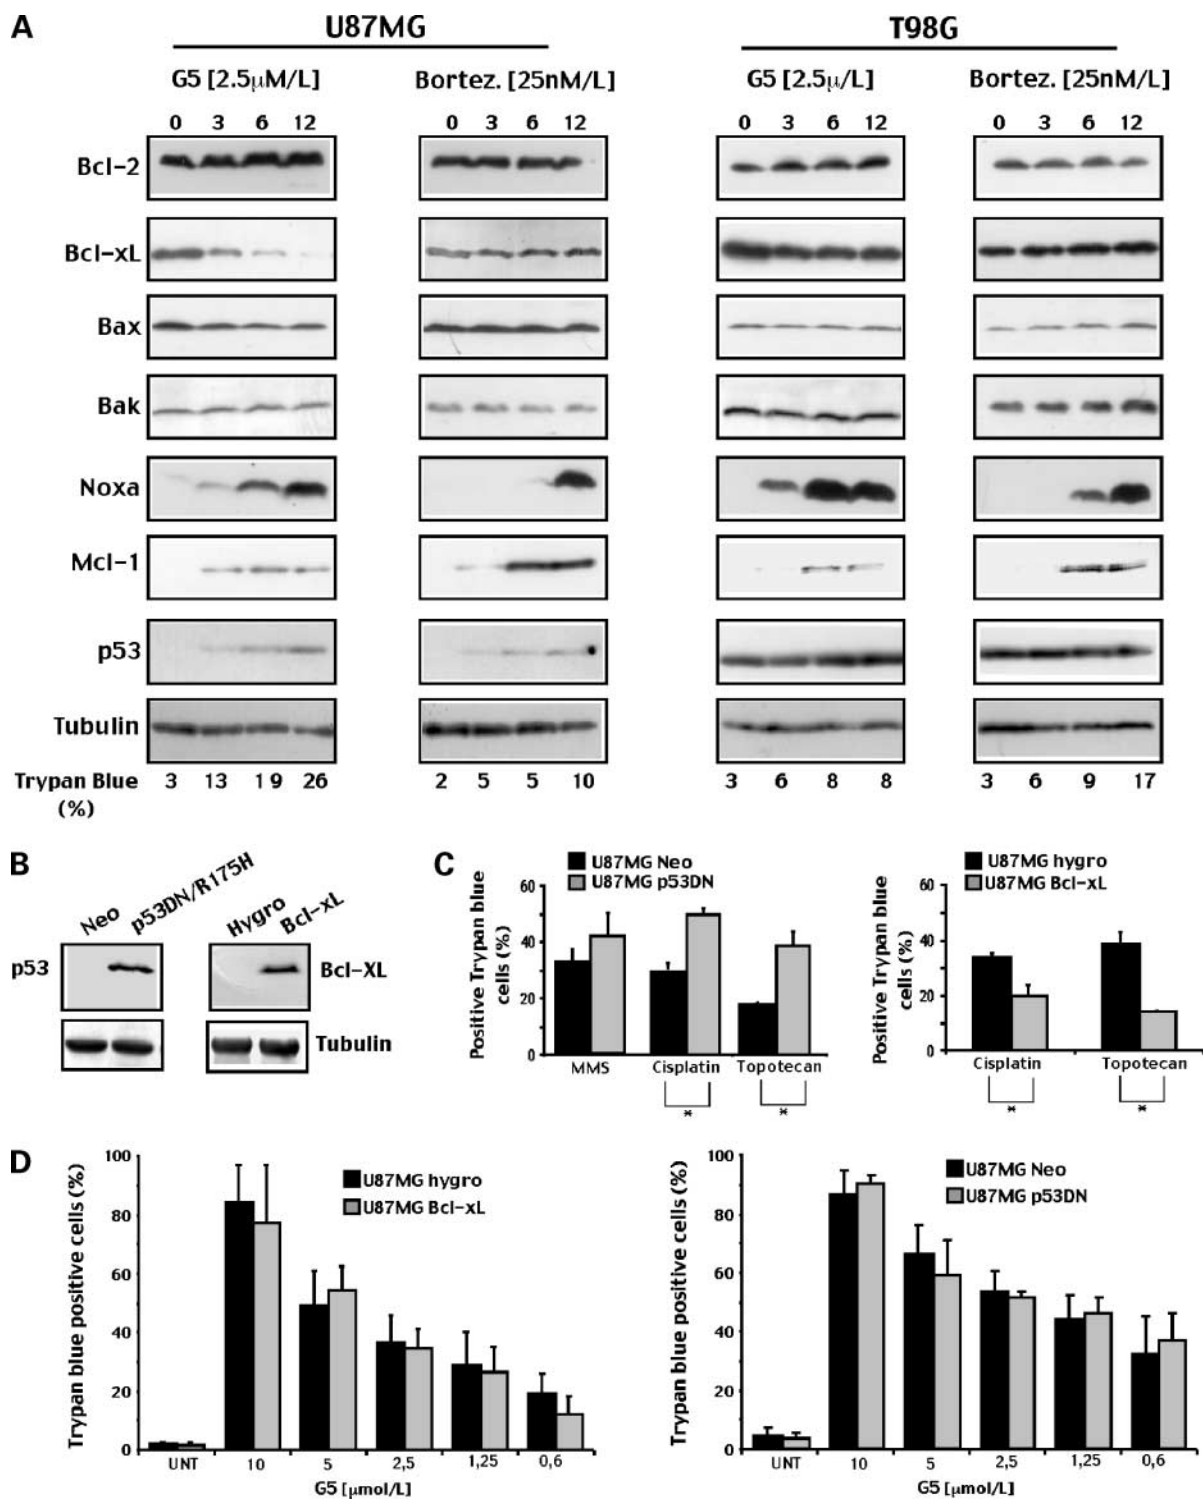 A
U87MG
T98G
G5 [2.5μM/L]
Bortez. [25nM/L]
G5 [2.5μ/L]
Bortez. [25nM/L]
0 3 6 12
0 3 6 12
0 3 6 12
0 3 6 12
Bcl-2
Bcl-xL
Bax
Bak
Noxa
Mcl-1
p53
Tubulin
Trypan Blue 3 13 19 26 2 5 5 10 3 6 8 8 3 6 9 17
(%)
B
Neo p53DN/R175H
Hygro Bcl-xL
p53
Bcl-XL
Tubulin
C
U87MG Neo
U87MG p53DN
Positive Trypan blue
cells (%)
60
40
20
0
MMS Cisplatin Topotecan
* *
U87MG hygro
U87MG Bcl-xL
Positive Trypan blue
cells (%)
60
40
20
0
Cisplatin Topotecan
* *
D
U87MG hygro
U87MG Bcl-xL
Trypan blue positive cells (%)
100
80
60
40
20
0
UNT 10 5 2,5 1,25 0,6
G5 [μmol/L]
U87MG Neo
U87MG p53DN
Trypan blue positive cells (%)
100
80
60
40
20
0
UNT 10 5 2,5 1,25 0,6
G5 [μmol/L]